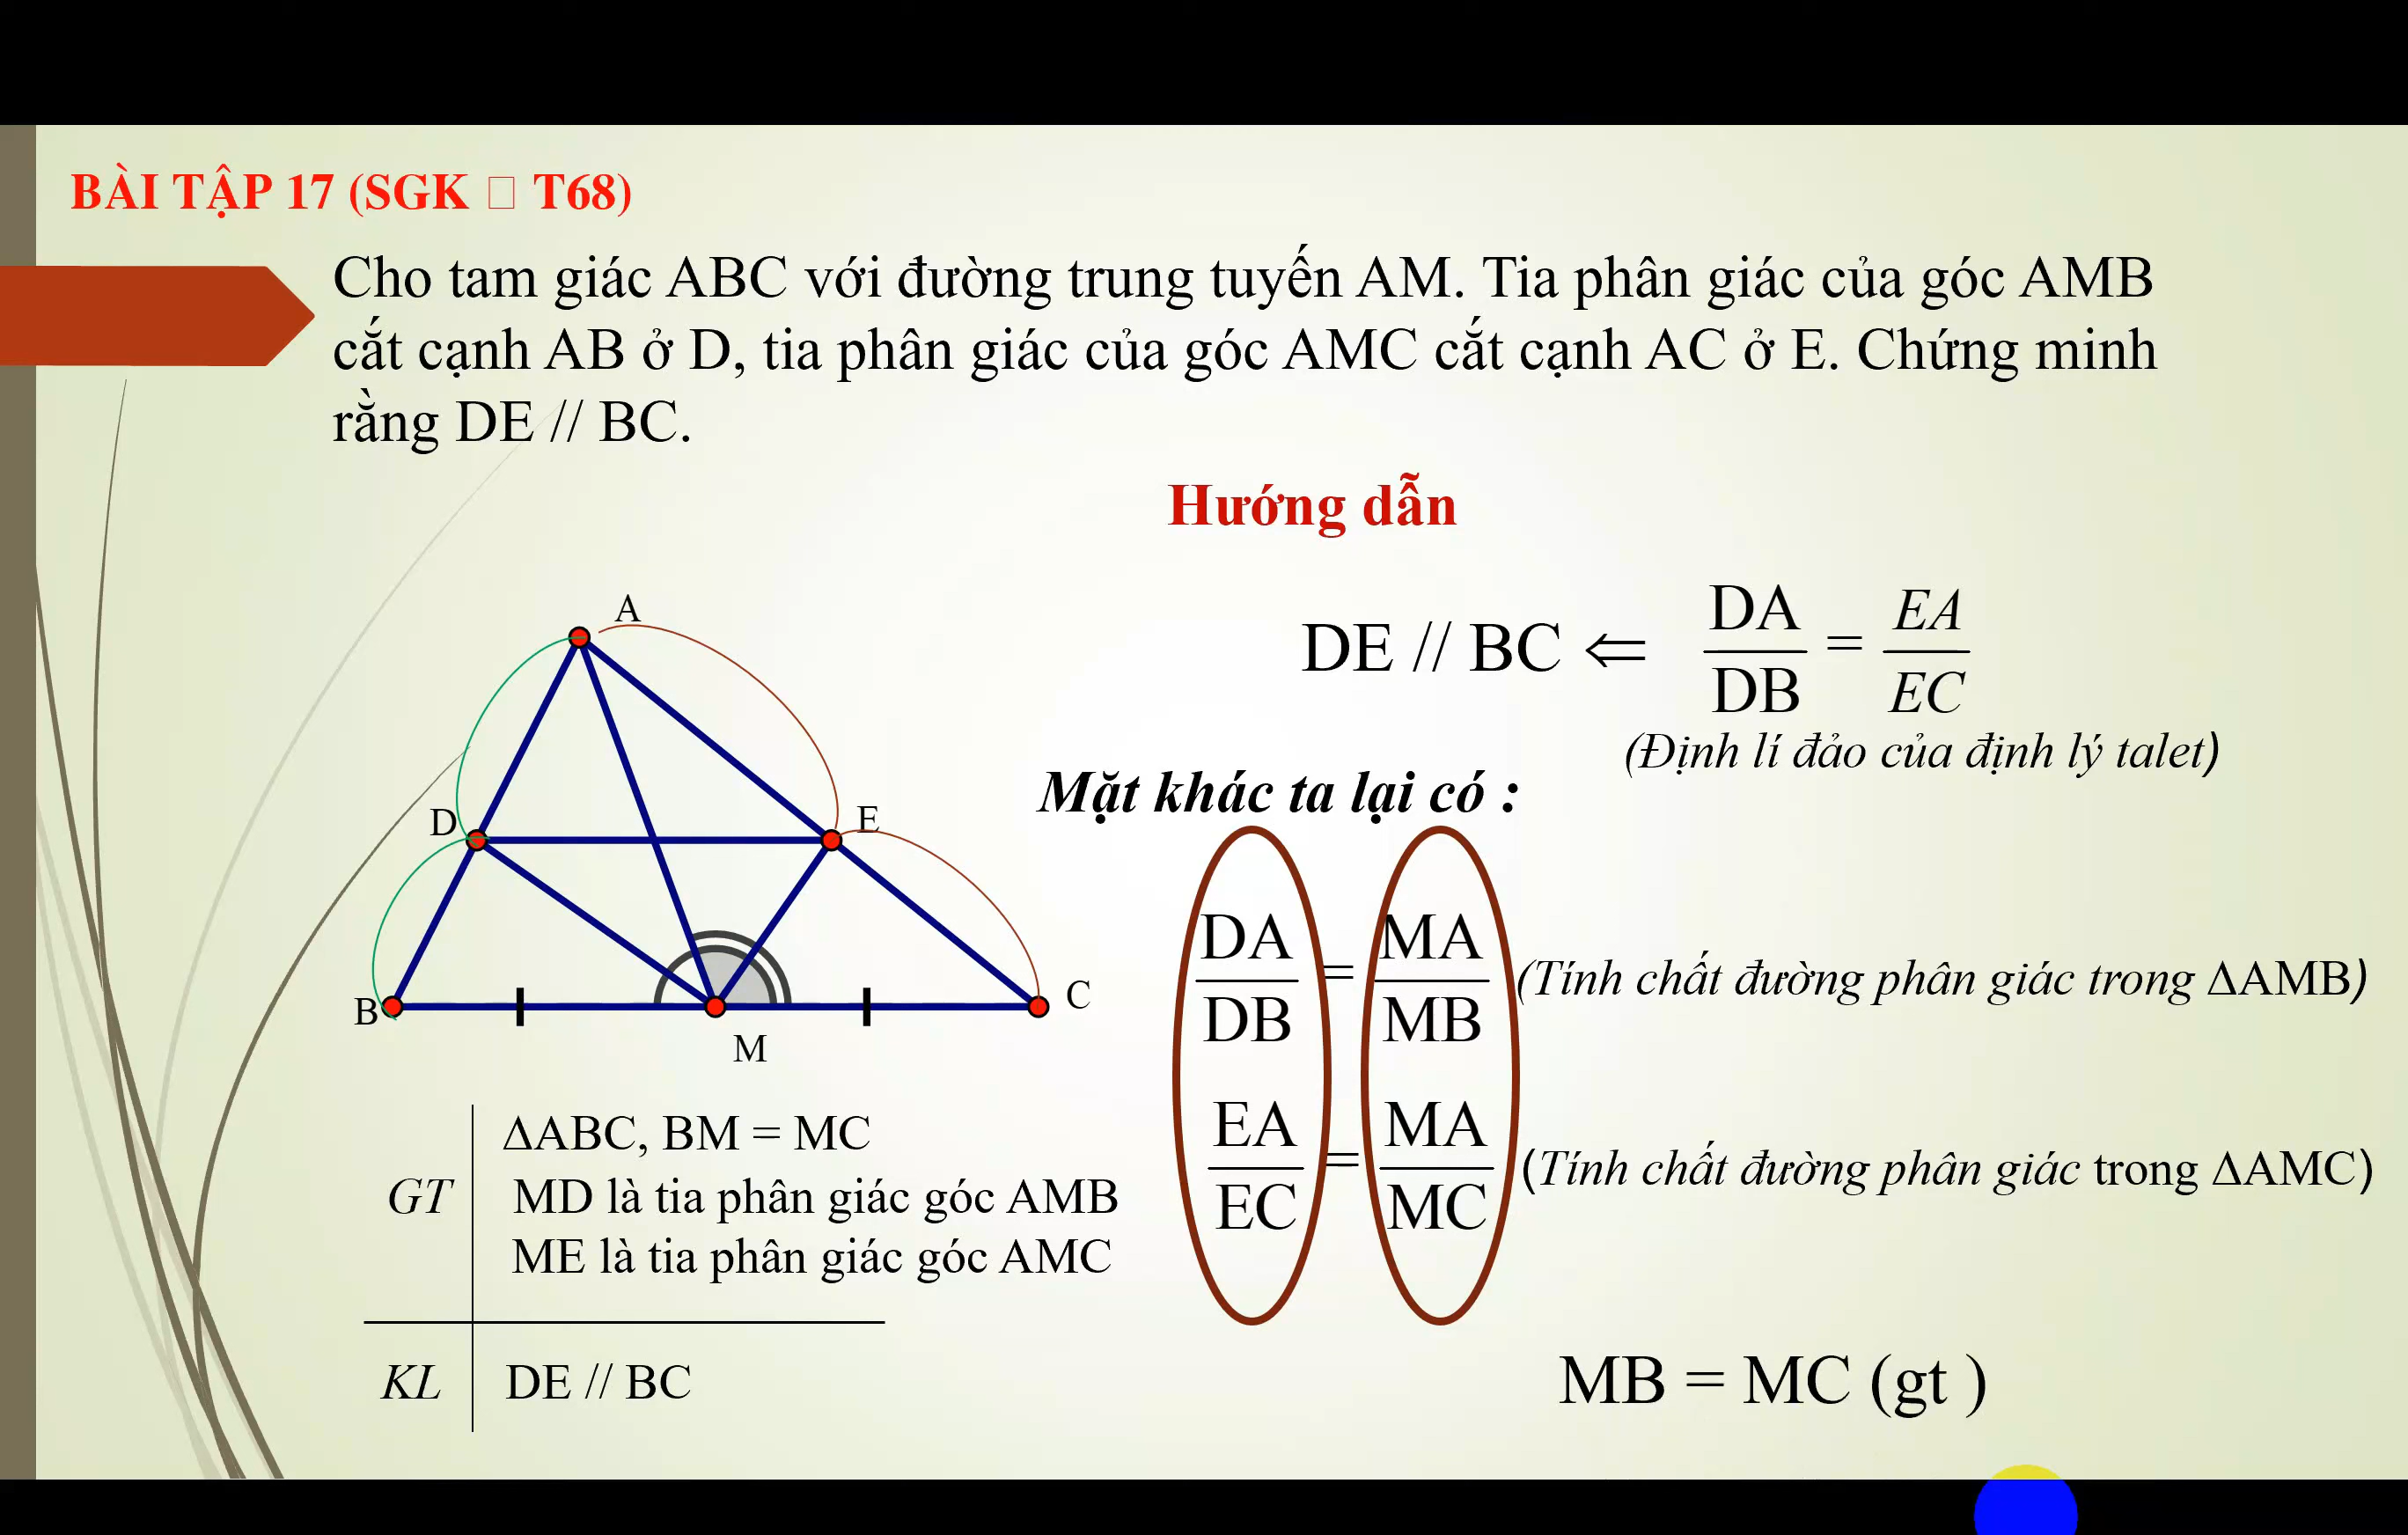 BÀI TẬP 17 (SGK □ T68)
Cho tam giác ABC với đường trung tuyến AM. Tia phân giác của góc AMB
cắt cạnh AB ở D, tia phân giác của góc AMC cắt cạnh AC ở E. Chứng minh
rằng DE // BC.
Hướng dẫn
A
D
E
B
M
C
DE // BC ⇐ DA/DB = EA/EC
(Định lí đảo của định lý talet)
Mặt khác ta lại có :
DA/DB = MA/MB (Tính chất đường phân giác trong ΔAMB)
EA/EC = MA/MC (Tính chất đường phân giác trong ΔAMC)
MB = MC (gt )
GT
ΔABC, BM = MC
MD là tia phân giác góc AMB
ME là tia phân giác góc AMC
KL
DE // BC